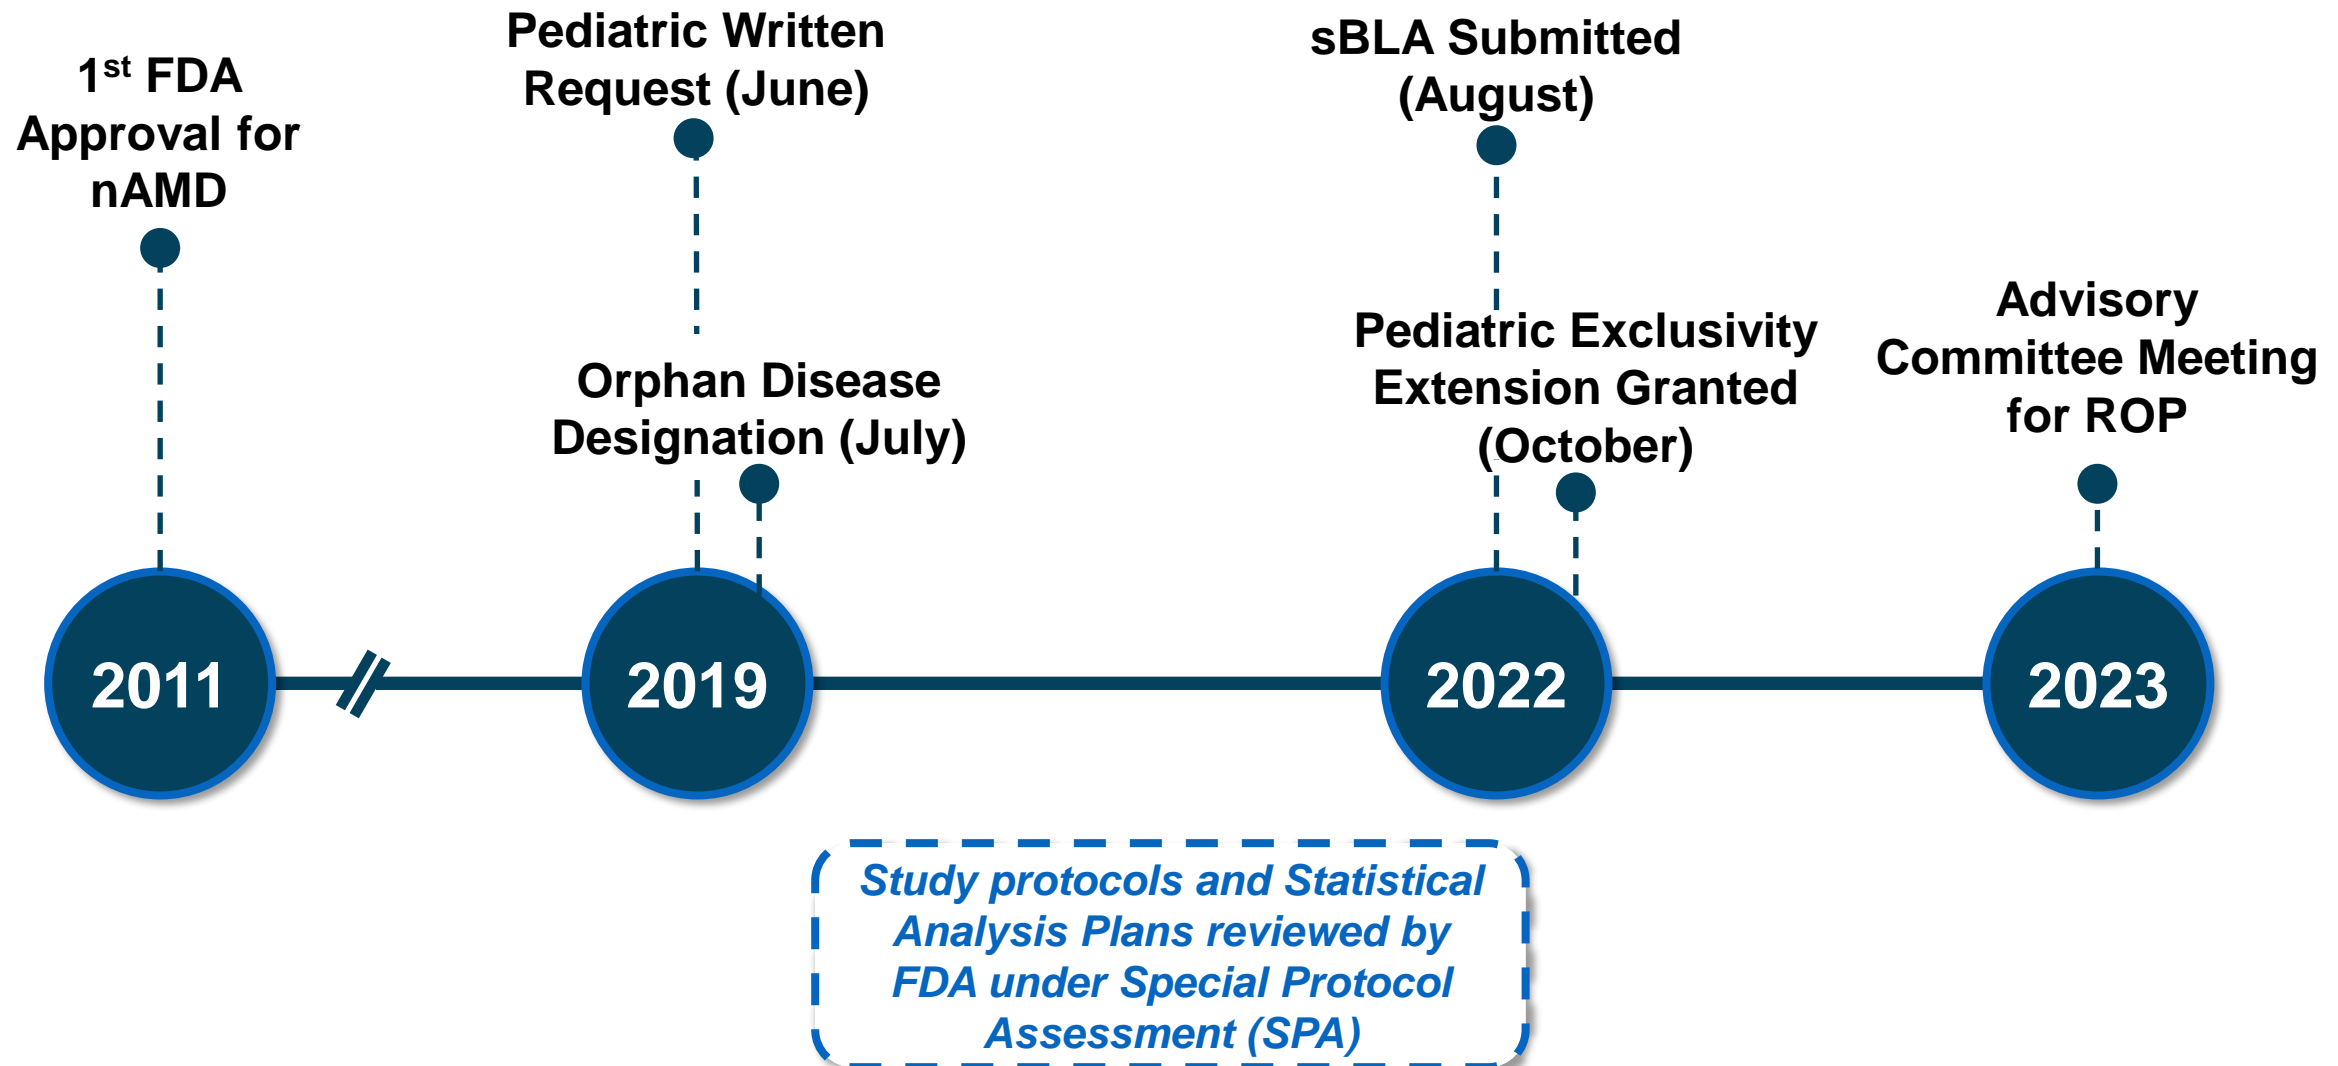 1st FDA
Approval for
nAMD
Pediatric Written
Request (June)
Orphan Disease
Designation (July)
sBLA Submitted
(August)
Pediatric Exclusivity
Extension Granted
(October)
Advisory
Committee Meeting
for ROP
2011
2019
2022
2023
Study protocols and Statistical
Analysis Plans reviewed by
FDA under Special Protocol
Assessment (SPA)